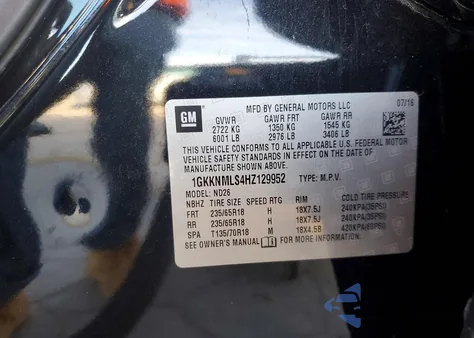 MFD BY GENERAL MOTORS LLC 07/16
GM
GVWR GAWR FRT GAWR RR
2722 KG 1350 KG 1545 KG
6001 LB 2976 LB 3406 LB
THIS VEHICLE CONFORMS TO ALL APPLICABLE U.S. FEDERAL MOTOR
VEHICLE SAFETY STANDARDS IN EFFECT ON THE DATE OF
MANUFACTURE SHOWN ABOVE.
1GKKNMLS4HZ129952 TYPE: M.P.V.
MODEL: ND26
NBHZ TIRE SIZE SPEED RTG RIM COLD TIRE PRESSURE
FRT 235/65R18 H 18X7.5J 240KPA(35PSI)
RR 235/65R18 H 18X7.5J 240KPA(35PSI)
SPA T135/70R18 M 18X4.5B 420KPA(60PSI)
SEE OWNER'S MANUAL FOR MORE INFORMATION.